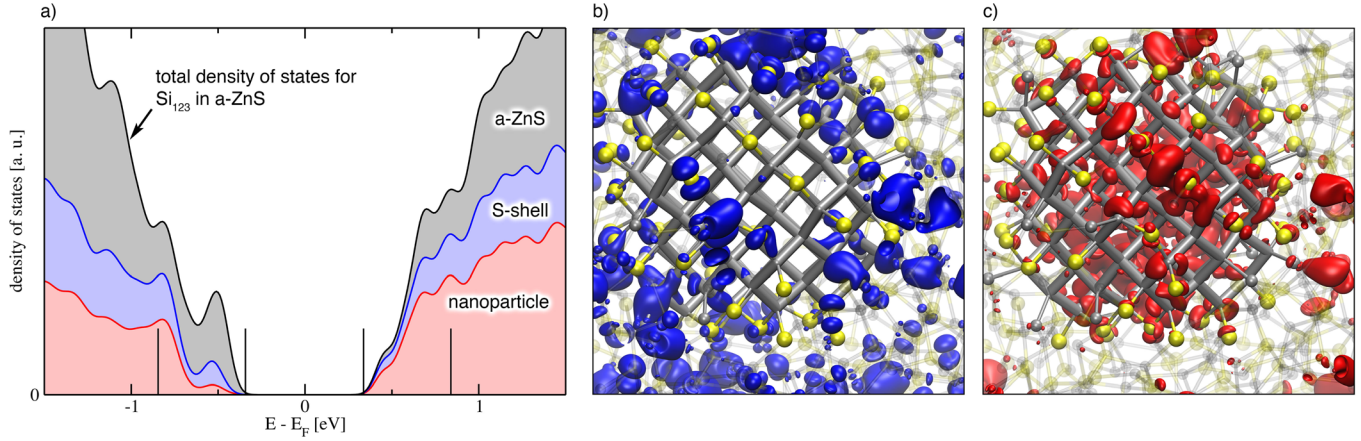 a)
total density of states for
Si123 in a-ZnS
a-ZnS
S-shell
nanoparticle
density of states [a. u.]
0
-1
0
1
E - EF [eV]
b)
c)